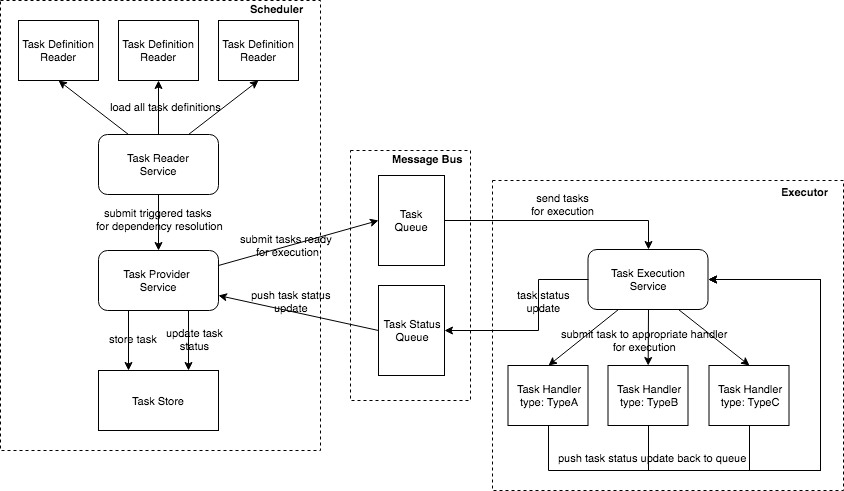 Scheduler
Task Definition
Reader
Task Definition
Reader
Task Definition
Reader
load all task definitions
Task Reader
Service
submit triggered tasks
for dependency resolution
Task Provider
Service
store task
update task
status
Task Store
submit tasks ready
for execution
push task status
update
Message Bus
Task
Queue
Task Status
Queue
Executor
send tasks
for execution
task status
update
Task Execution
Service
submit task to appropriate handler
for execution
Task Handler
type: TypeA
Task Handler
type: TypeB
Task Handler
type: TypeC
push task status update back to queue